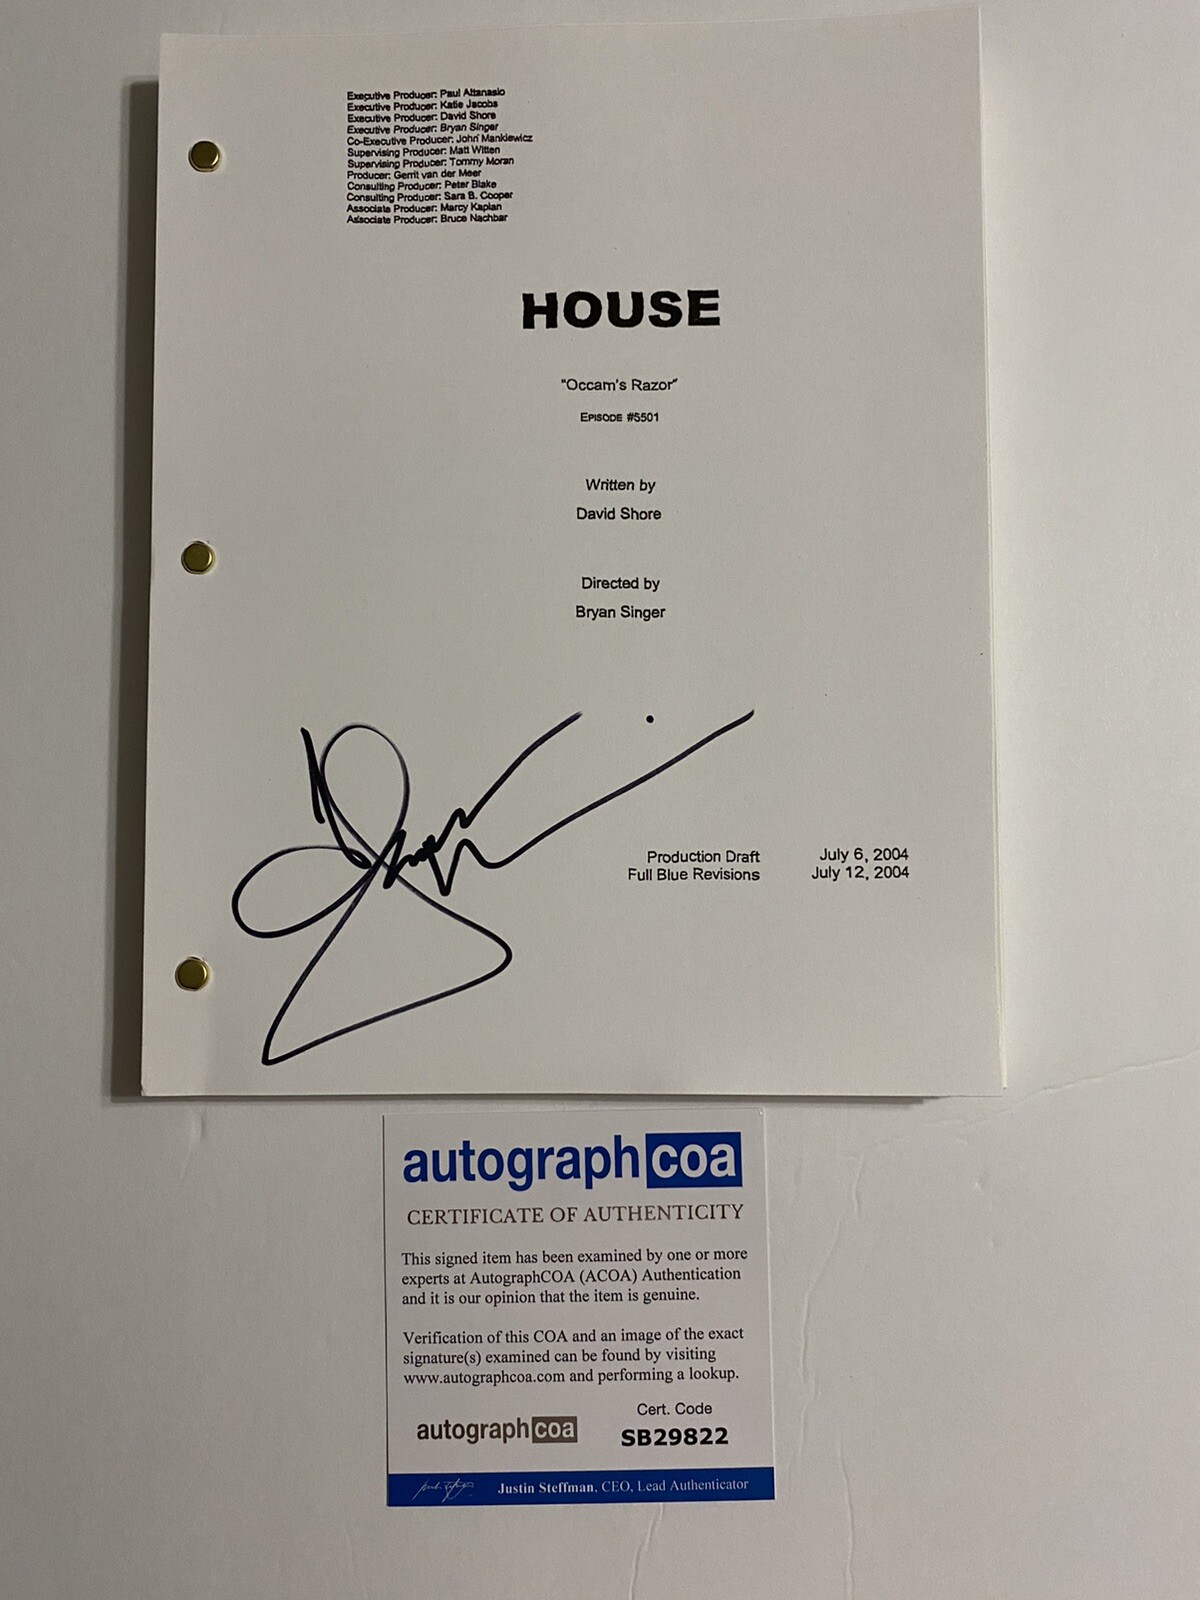 Executive Producer: Paul Attanasio
Executive Producer: Katie Jacobs
Executive Producer: David Shore
Executive Producer: Bryan Singer
Co-Executive Producer: John Mankiewicz
Supervising Producer: Matt Witten
Supervising Producer: Tommy Moran
Producer: Gerrit van der Meer
Consulting Producer: Peter Blake
Consulting Producer: Sara B. Cooper
Associate Producer: Marcy Kaplan
Associate Producer: Bruce Nachbar
HOUSE
"Occam's Razor"
EPISODE #5501
Written by
David Shore
Directed by
Bryan Singer
Production Draft July 6, 2004
Full Blue Revisions July 12, 2004
autograph coa
CERTIFICATE OF AUTHENTICITY
This signed item has been examined by one or more
experts at AutographCOA (ACOA) Authentication
and it is our opinion that the item is genuine.
Verification of this COA and an image of the exact
signature(s) examined can be found by visiting
www.autographcoa.com and performing a lookup.
autograph coa
Cert. Code
SB29822
Justin Steffman, CEO, Lead Authenticator